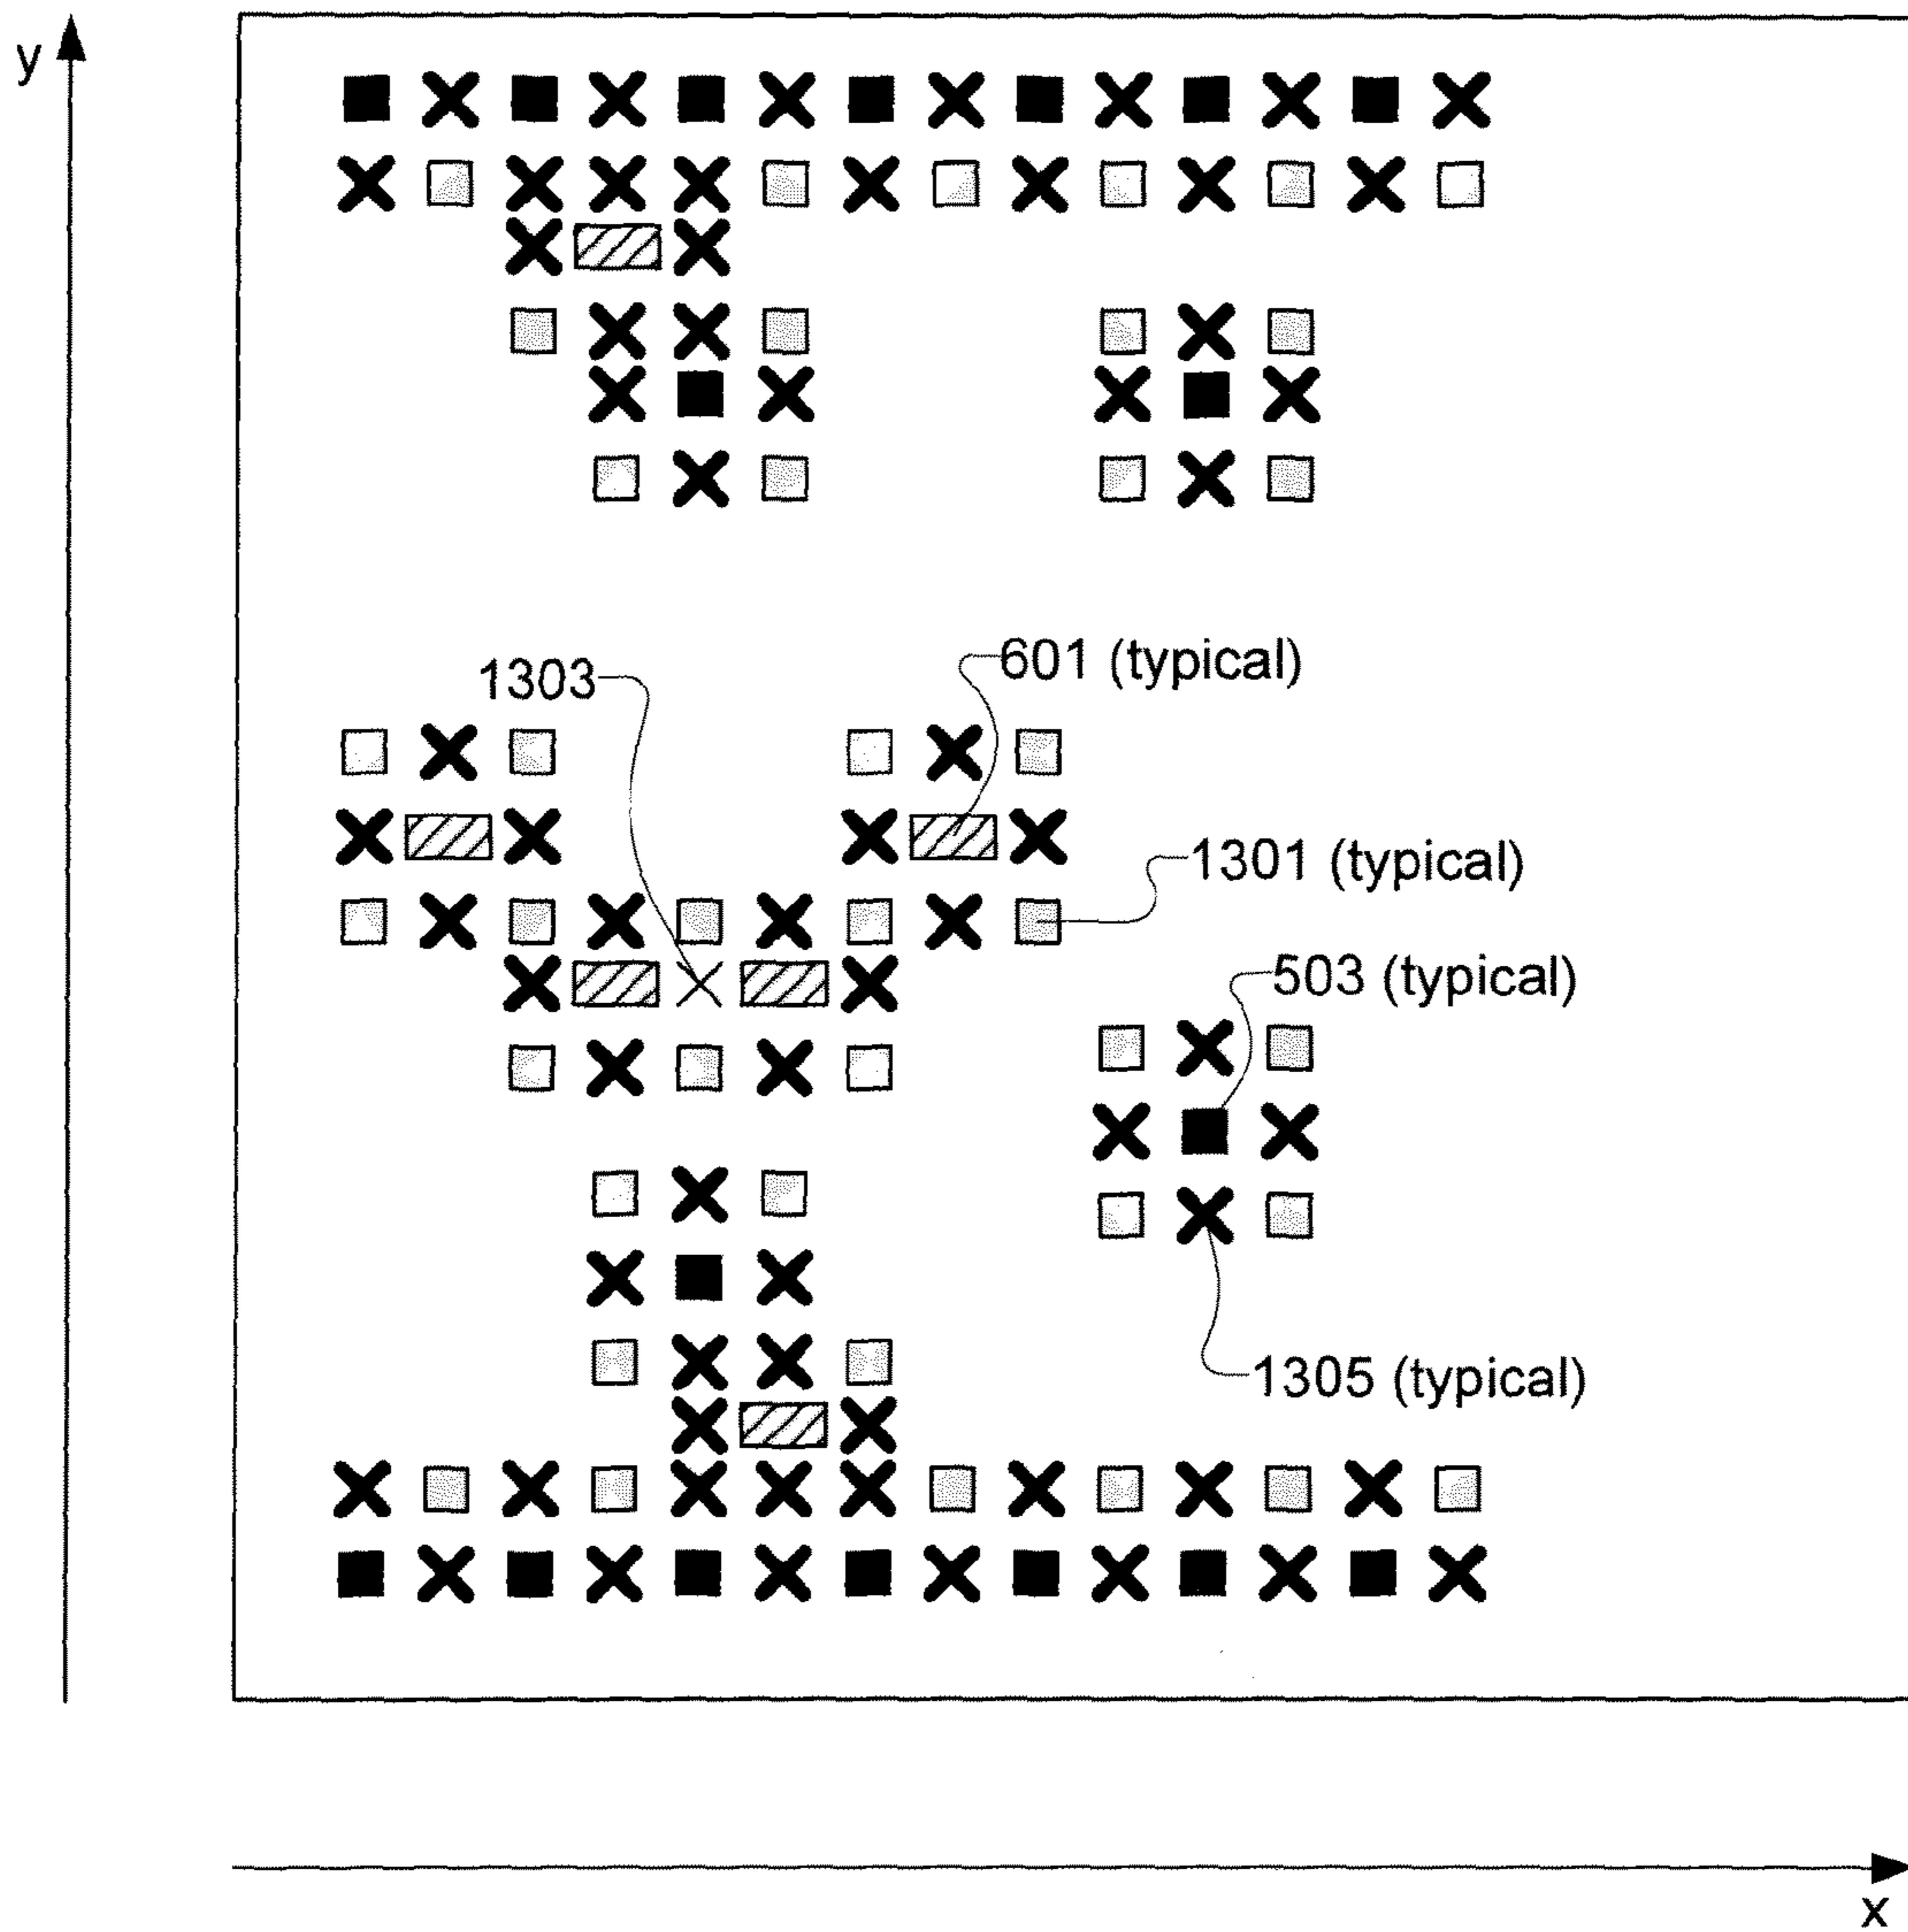 y
601 (typical)
1303
1301 (typical)
503 (typical)
1305 (typical)
x